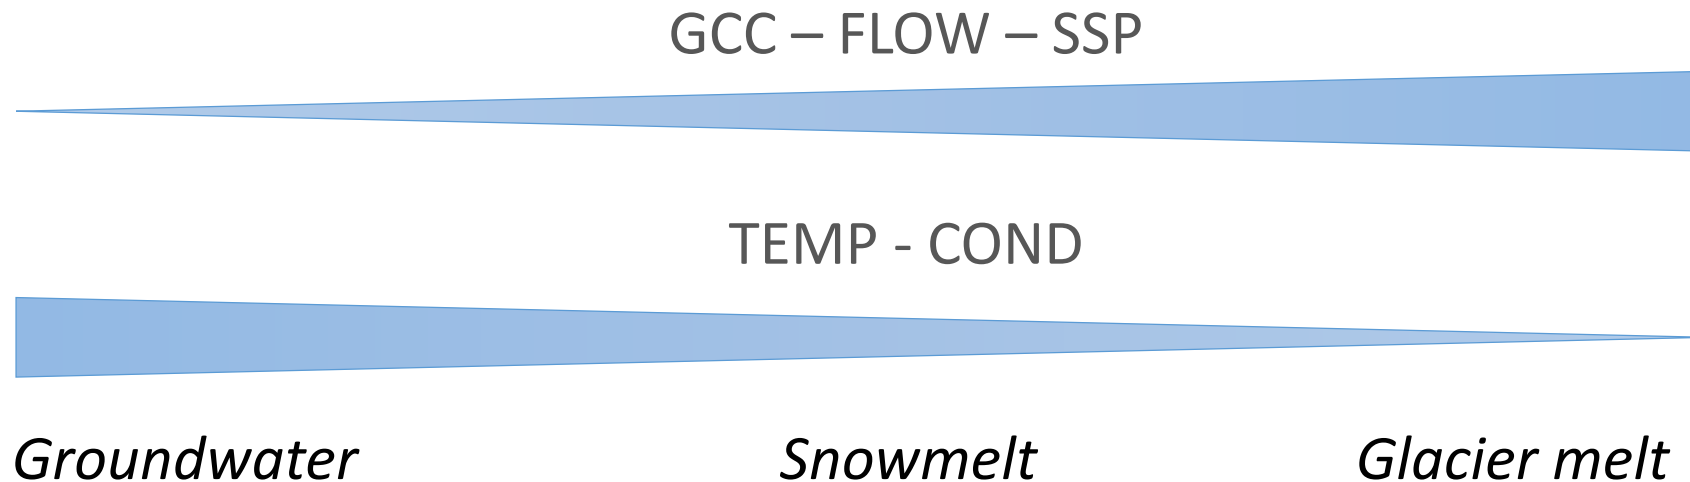 GCC – FLOW – SSP
TEMP - COND
Groundwater Snowmelt Glacier melt